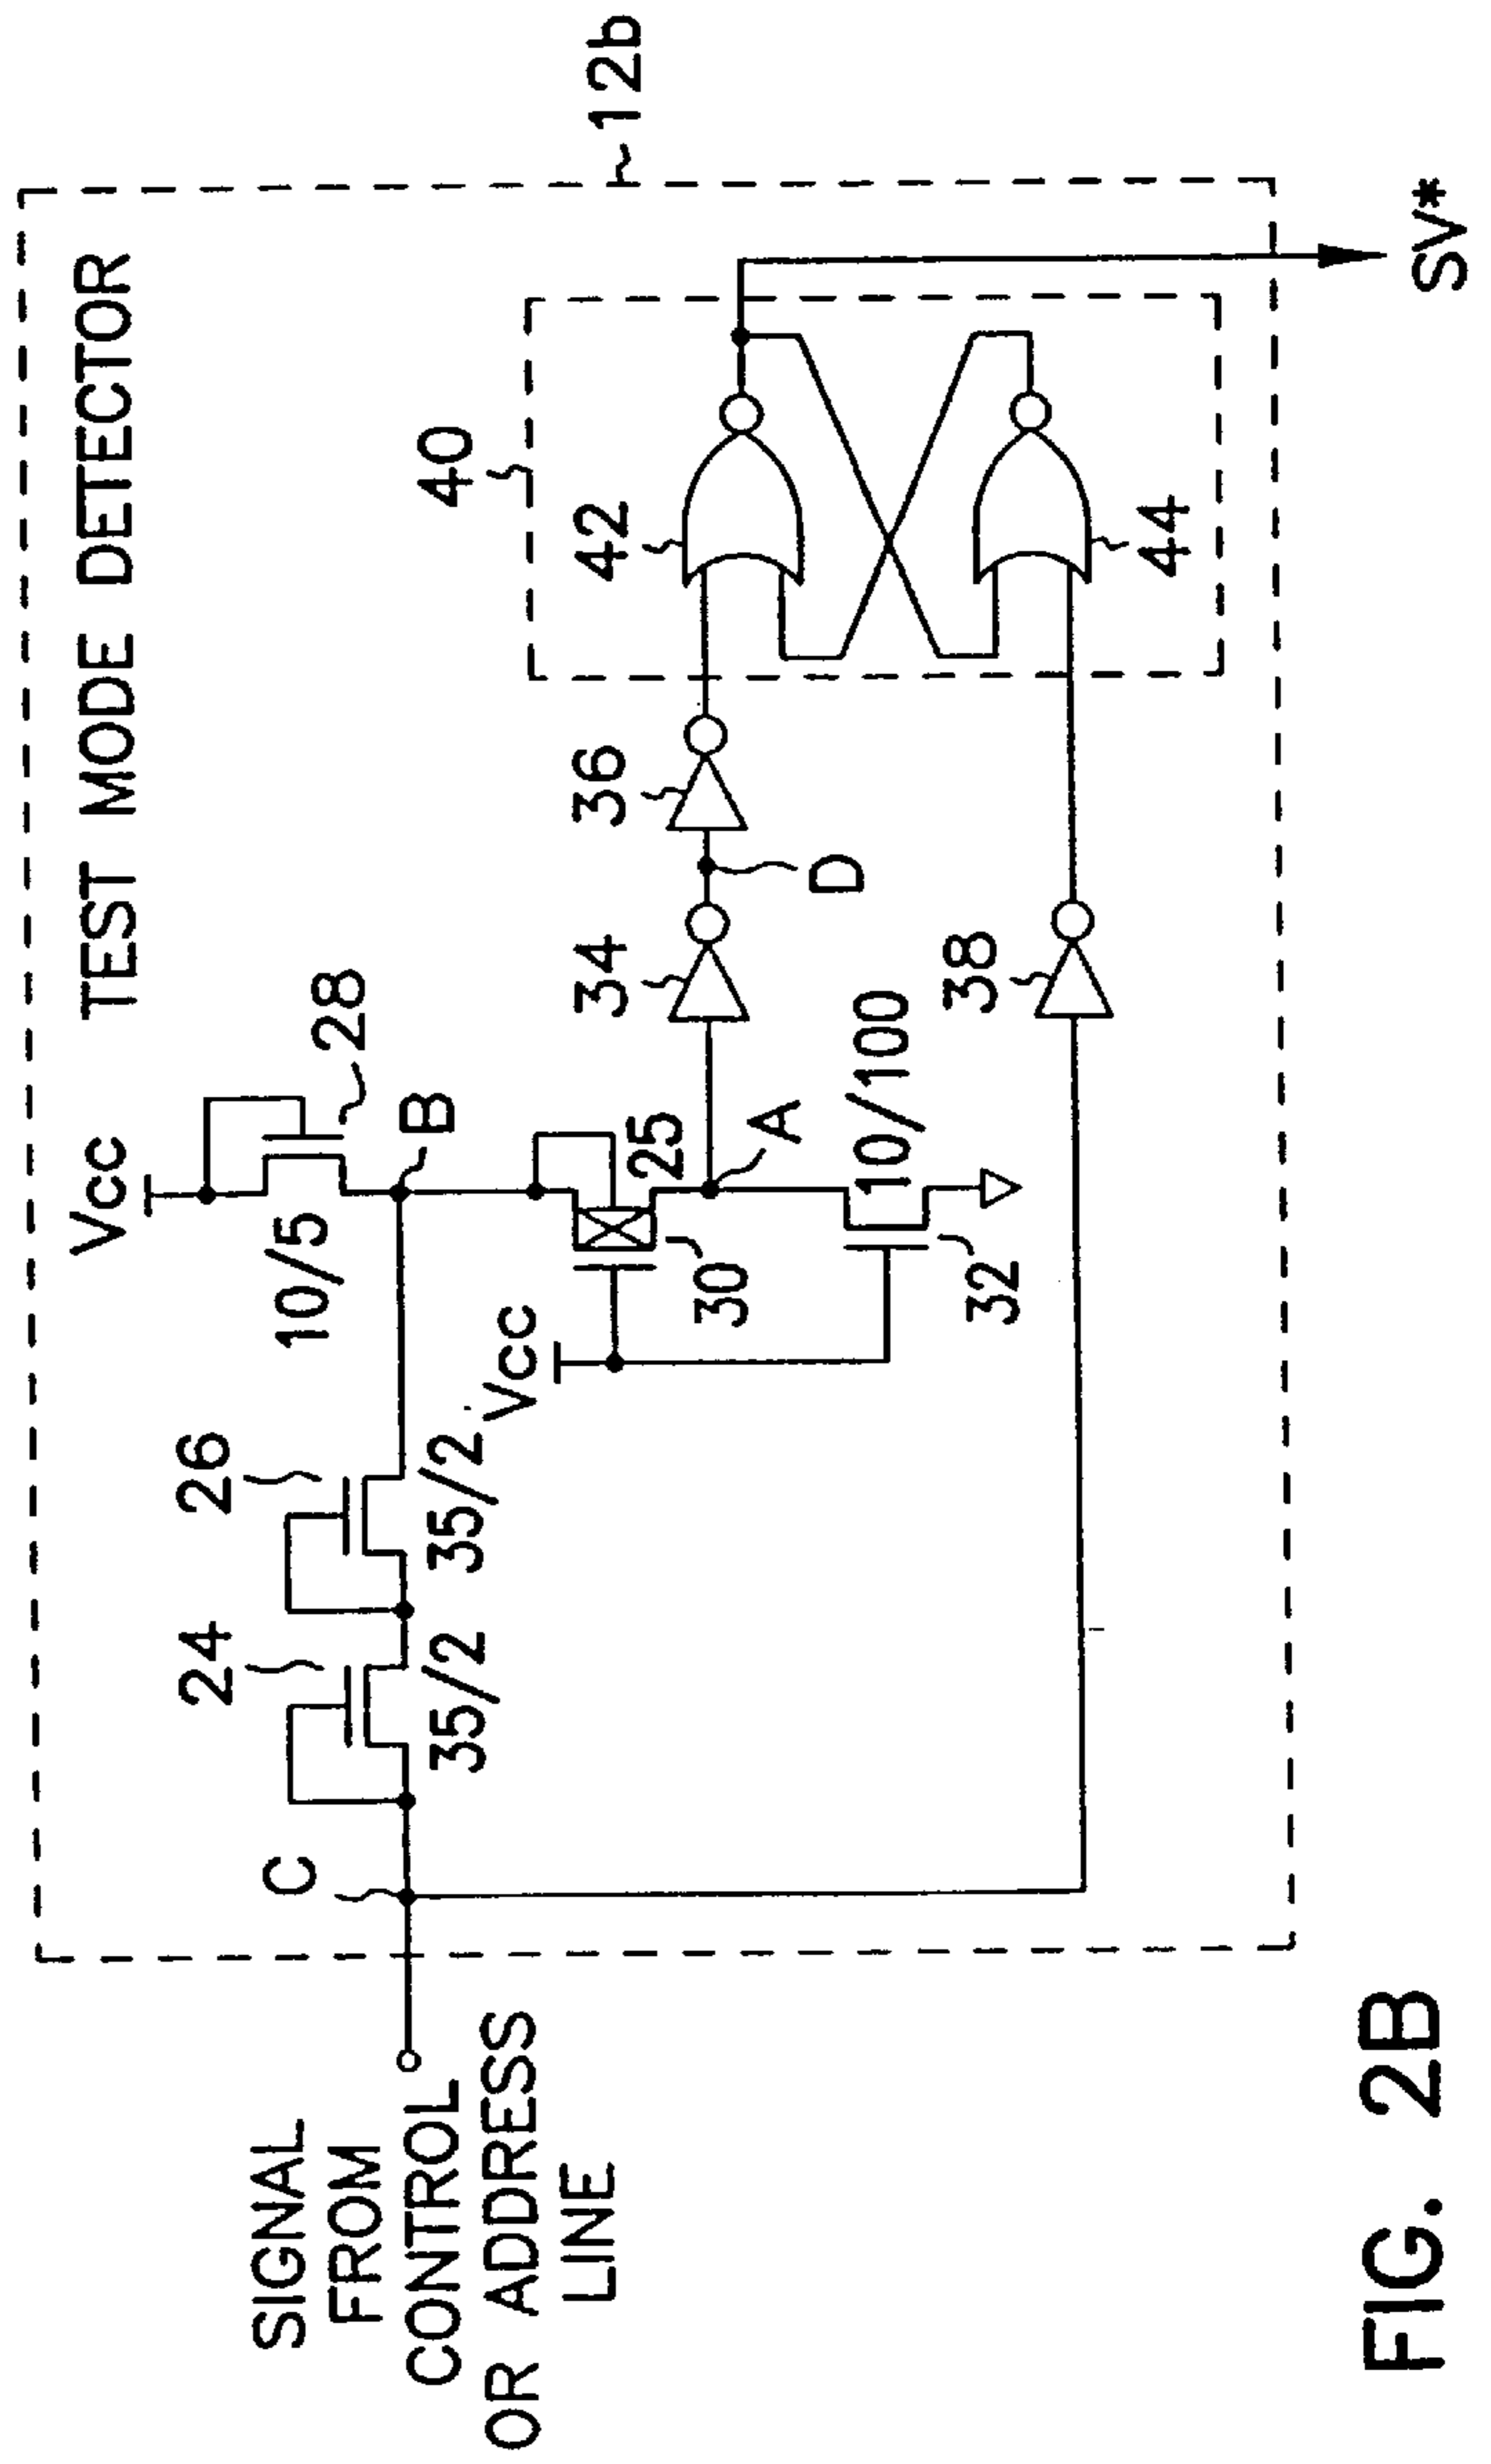 TEST MODE DETECTOR
12b
Vcc
28
10/5
B
26
35/2
24
35/2
C
SIGNAL
FROM
CONTROL
OR ADDRESS
LINE
Vcc
25
30
A
10/100
32
34
D
36
38
40
42
44
SV*
FIG. 2B